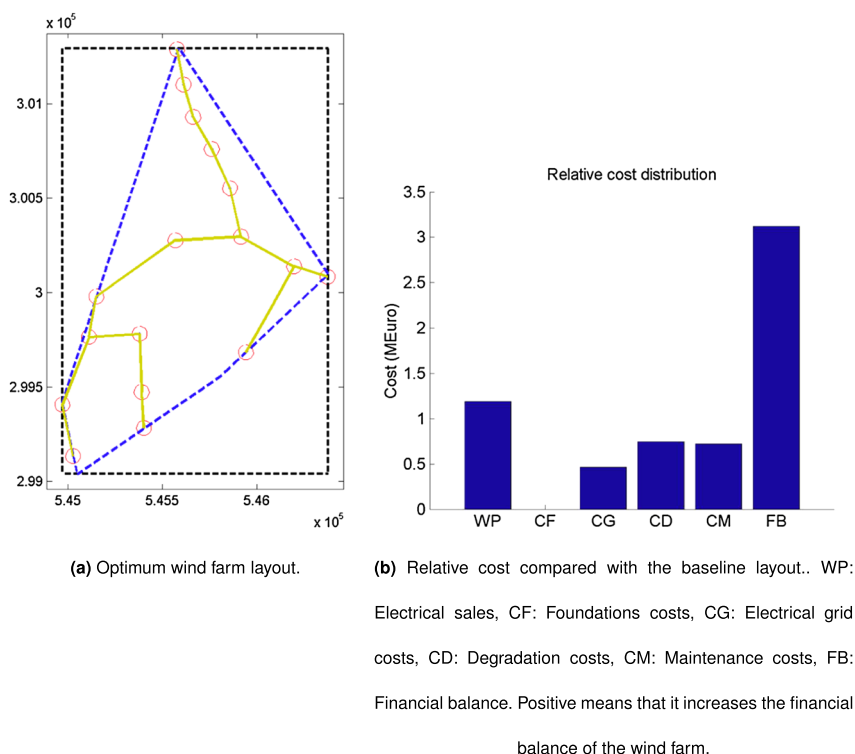 x 10⁵
3.01
3.005
3
2.995
2.99
5.45
5.455
5.46
x 10⁵
(a) Optimum wind farm layout.
Relative cost distribution
3.5
3
2.5
2
1.5
1
0.5
0
Cost (MEuro)
WP CF CG CD CM FB
(b) Relative cost compared with the baseline layout.. WP:
Electrical sales, CF: Foundations costs, CG: Electrical grid
costs, CD: Degradation costs, CM: Maintenance costs, FB:
Financial balance. Positive means that it increases the financial
balance of the wind farm.